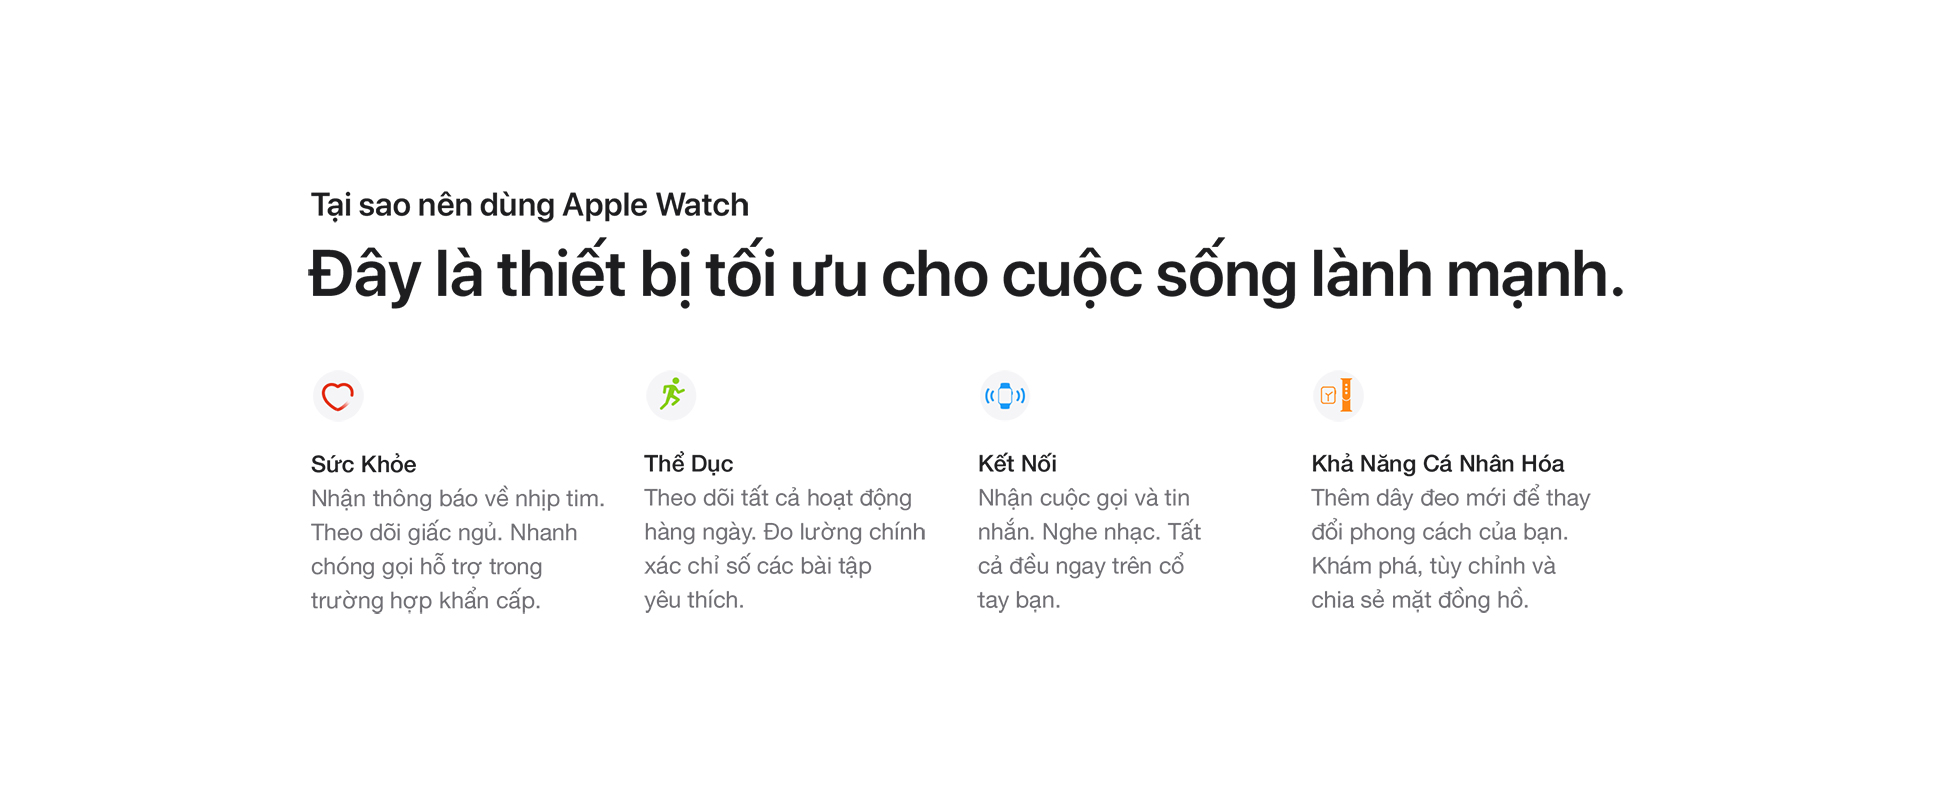 Tại sao nên dùng Apple Watch
Đây là thiết bị tối ưu cho cuộc sống lành mạnh.
Sức Khỏe
Nhận thông báo về nhịp tim.
Theo dõi giấc ngủ. Nhanh
chóng gọi hỗ trợ trong
trường hợp khẩn cấp.
Thể Dục
Theo dõi tất cả hoạt động
hàng ngày. Đo lường chính
xác chỉ số các bài tập
yêu thích.
Kết Nối
Nhận cuộc gọi và tin
nhắn. Nghe nhạc. Tất
cả đều ngay trên cổ
tay bạn.
Khả Năng Cá Nhân Hóa
Thêm dây đeo mới để thay
đổi phong cách của bạn.
Khám phá, tùy chỉnh và
chia sẻ mặt đồng hồ.